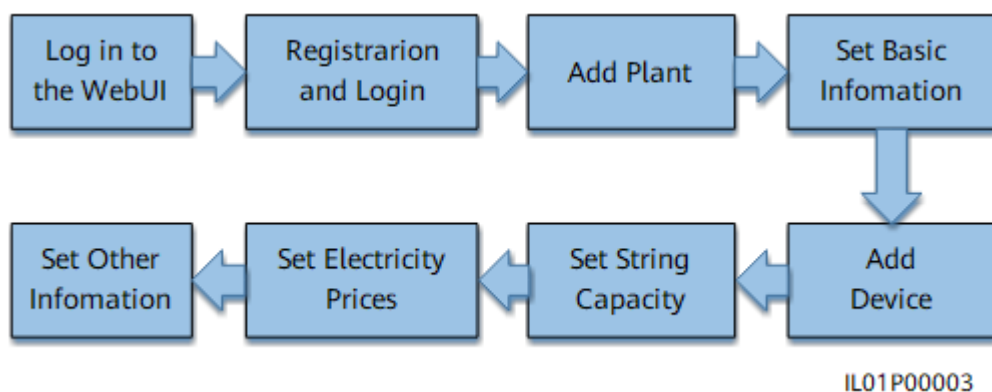 Log in to
the WebUI
Registrarion
and Login
Add Plant
Set Basic
Infomation
Add
Device
Set String
Capacity
Set Electricity
Prices
Set Other
Infomation
IL01P00003